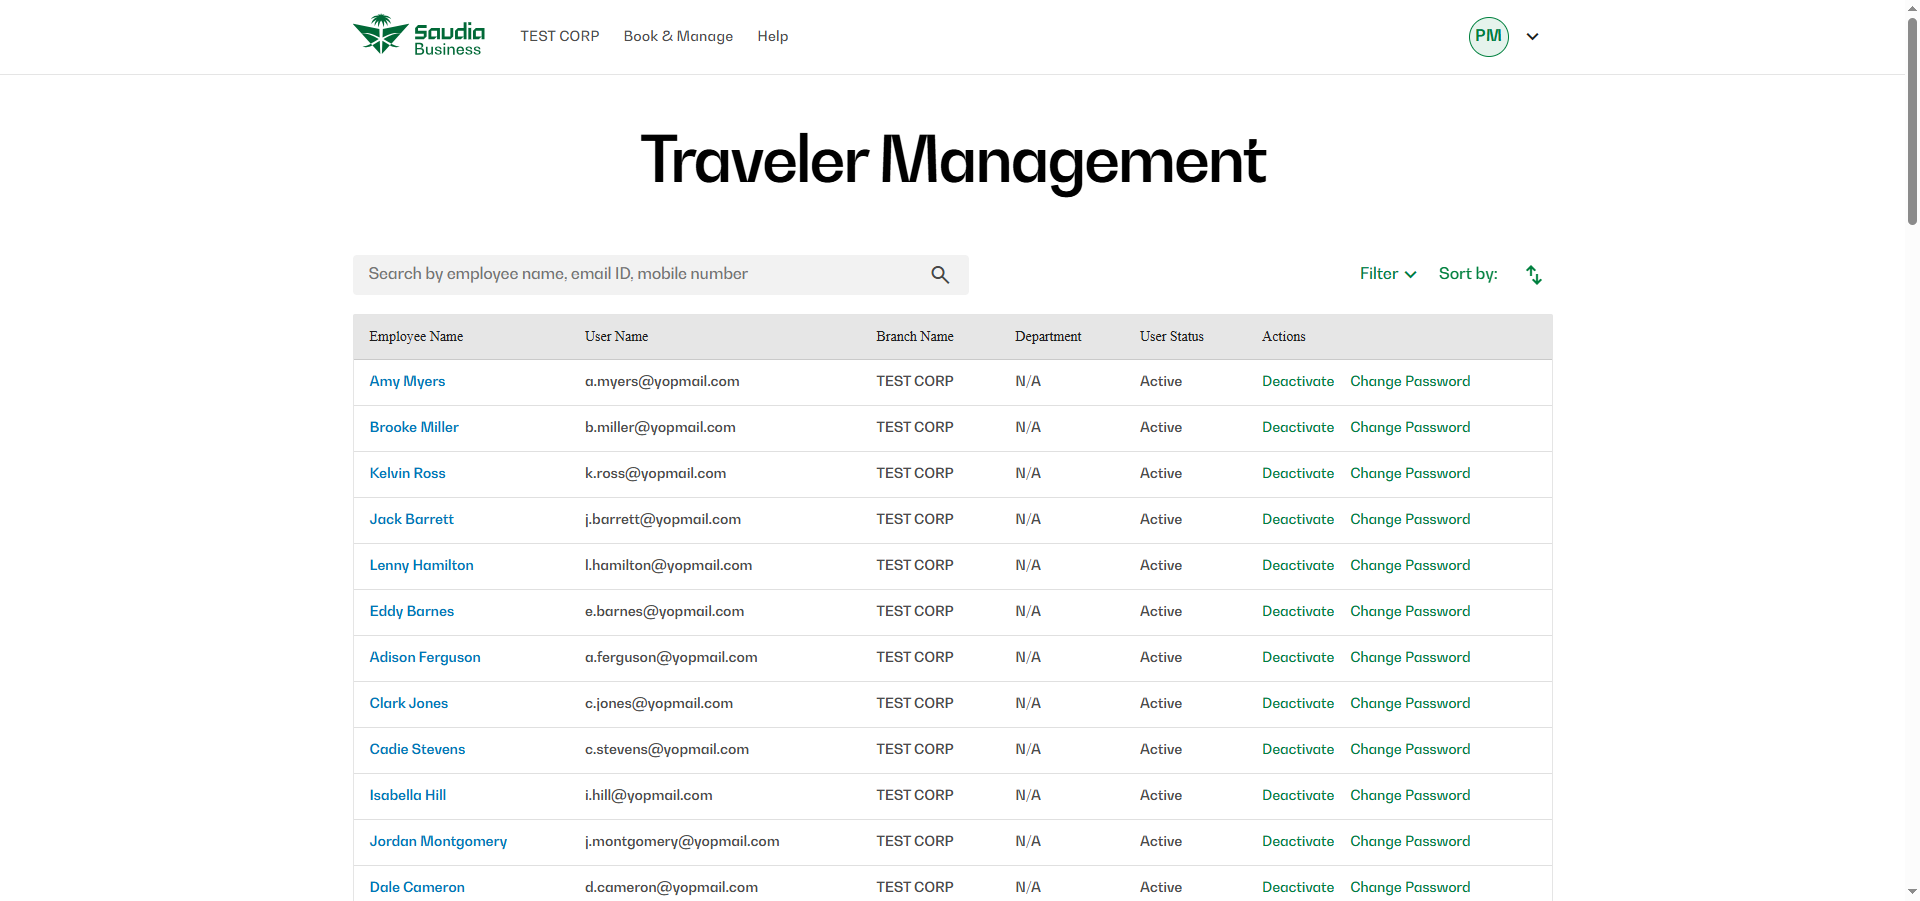 Saudia
Business
TEST CORP Book & Manage Help PM
Traveler Management
Search by employee name, email ID, mobile number Filter Sort by:
Employee Name User Name Branch Name Department User Status Actions
Amy Myers a.myers@yopmail.com TEST CORP N/A Active Deactivate Change Password
Brooke Miller b.miller@yopmail.com TEST CORP N/A Active Deactivate Change Password
Kelvin Ross k.ross@yopmail.com TEST CORP N/A Active Deactivate Change Password
Jack Barrett j.barrett@yopmail.com TEST CORP N/A Active Deactivate Change Password
Lenny Hamilton l.hamilton@yopmail.com TEST CORP N/A Active Deactivate Change Password
Eddy Barnes e.barnes@yopmail.com TEST CORP N/A Active Deactivate Change Password
Adison Ferguson a.ferguson@yopmail.com TEST CORP N/A Active Deactivate Change Password
Clark Jones c.jones@yopmail.com TEST CORP N/A Active Deactivate Change Password
Cadie Stevens c.stevens@yopmail.com TEST CORP N/A Active Deactivate Change Password
Isabella Hill i.hill@yopmail.com TEST CORP N/A Active Deactivate Change Password
Jordan Montgomery j.montgomery@yopmail.com TEST CORP N/A Active Deactivate Change Password
Dale Cameron d.cameron@yopmail.com TEST CORP N/A Active Deactivate Change Password